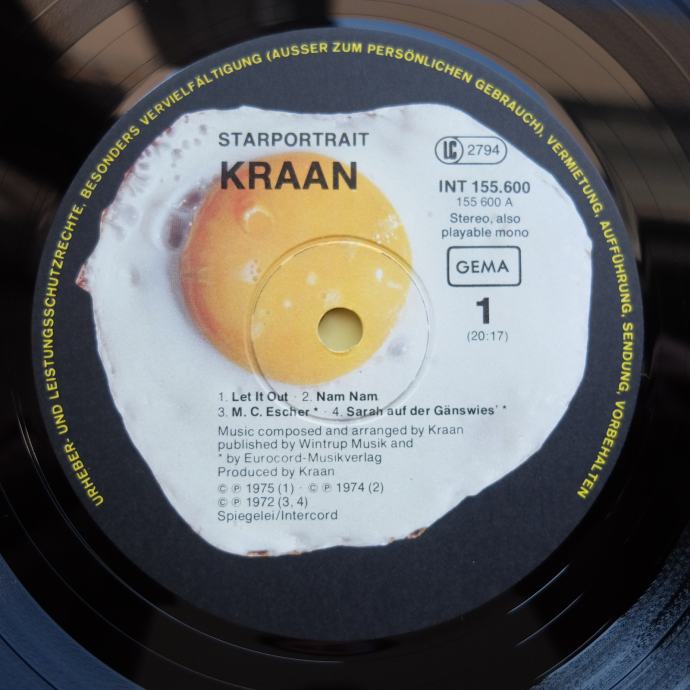 URHEBER- UND LEISTUNGSSCHUTZRECHTE, BESONDERS VERVIELFÄLTIGUNG (AUSSER ZUM PERSÖNLICHEN GEBRAUCH), VERMIETUNG, AUFFÜHRUNG, SENDUNG, VORBEHALTEN
STARPORTRAIT
KRAAN
LC 2794
INT 155.600
155 600 A
Stereo, also
playable mono
GEMA
1
(20:17)
1. Let It Out · 2. Nam Nam
3. M. C. Escher * · 4. Sarah auf der Gänswies' *
Music composed and arranged by Kraan
published by Wintrup Musik and
* by Eurocord-Musikverlag
Produced by Kraan
© ℗ 1975 (1) · © ℗ 1974 (2)
© ℗ 1972 (3, 4)
Spiegelei/Intercord